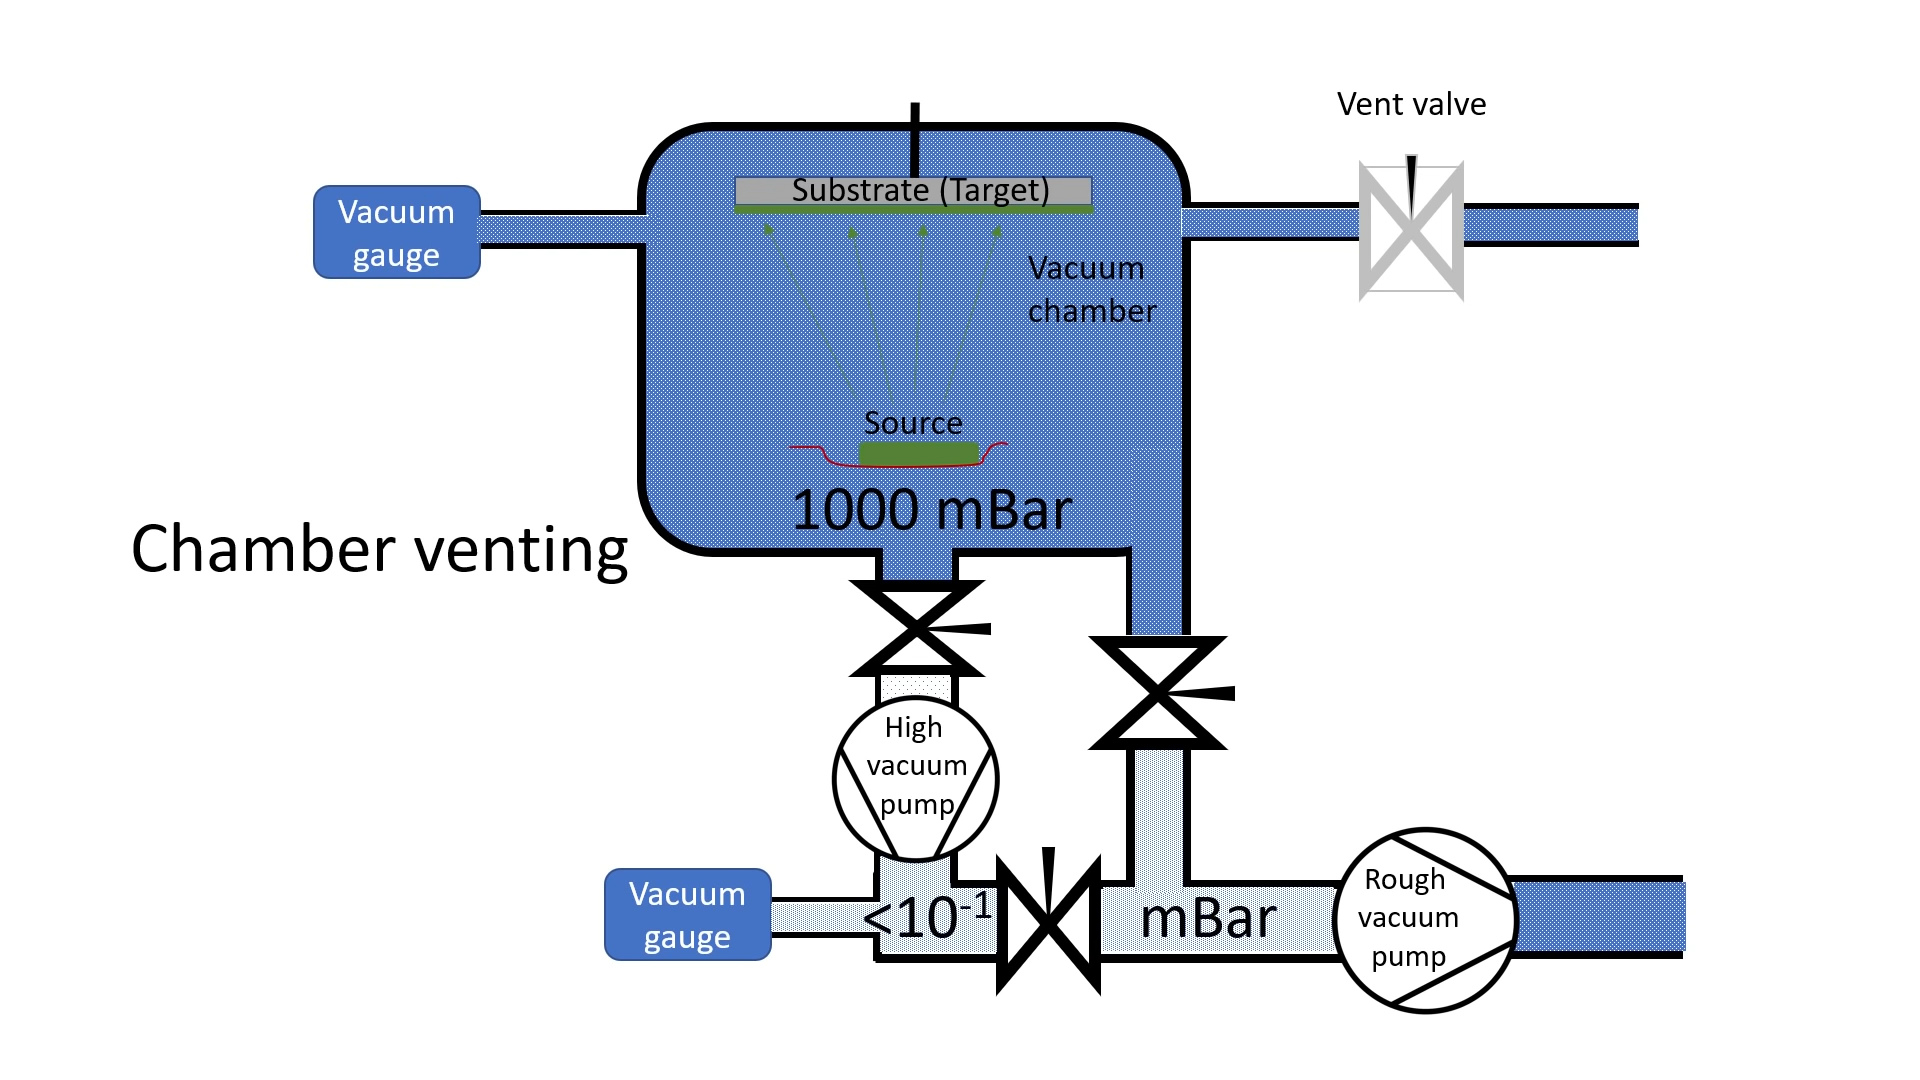 Vent valve
Substrate (Target)
Vacuum
gauge
Vacuum
chamber
Source
1000 mBar
Chamber venting
High
vacuum
pump
Vacuum
gauge
<10⁻¹ mBar
Rough
vacuum
pump